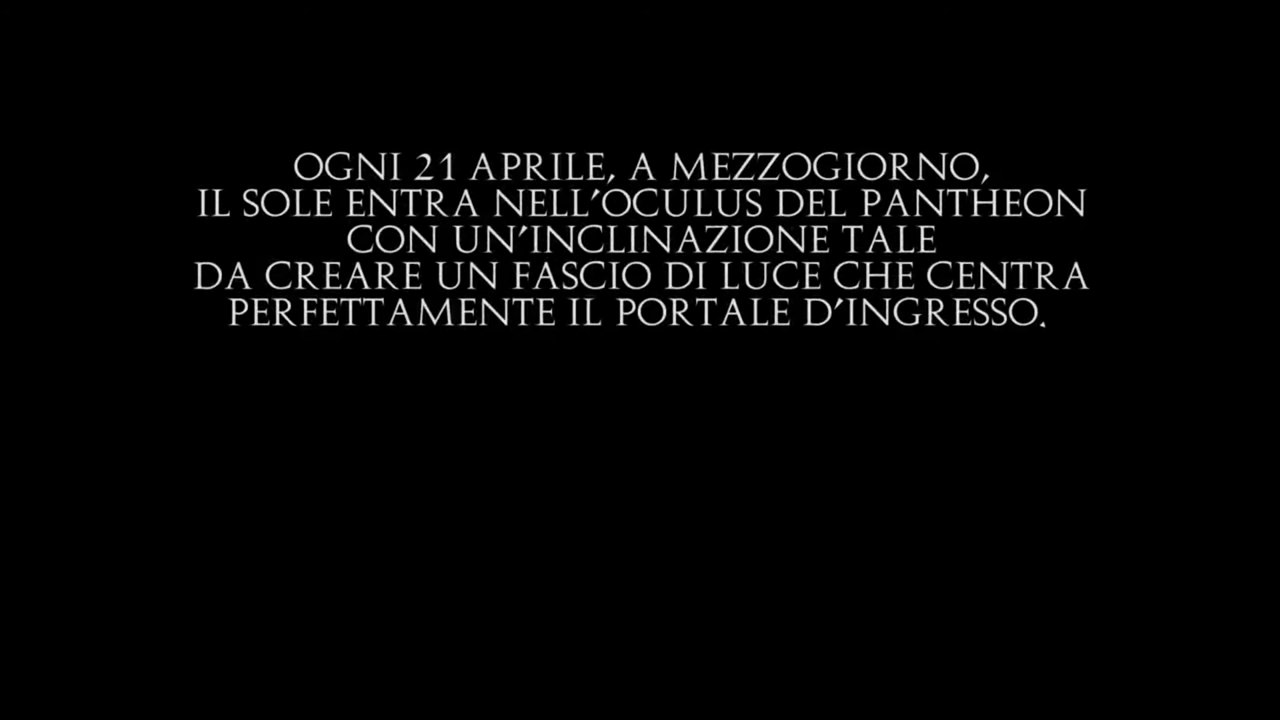 OGNI 21 APRILE, A MEZZOGIORNO,
IL SOLE ENTRA NELL'OCULUS DEL PANTHEON
CON UN'INCLINAZIONE TALE
DA CREARE UN FASCIO DI LUCE CHE CENTRA
PERFETTAMENTE IL PORTALE D'INGRESSO.